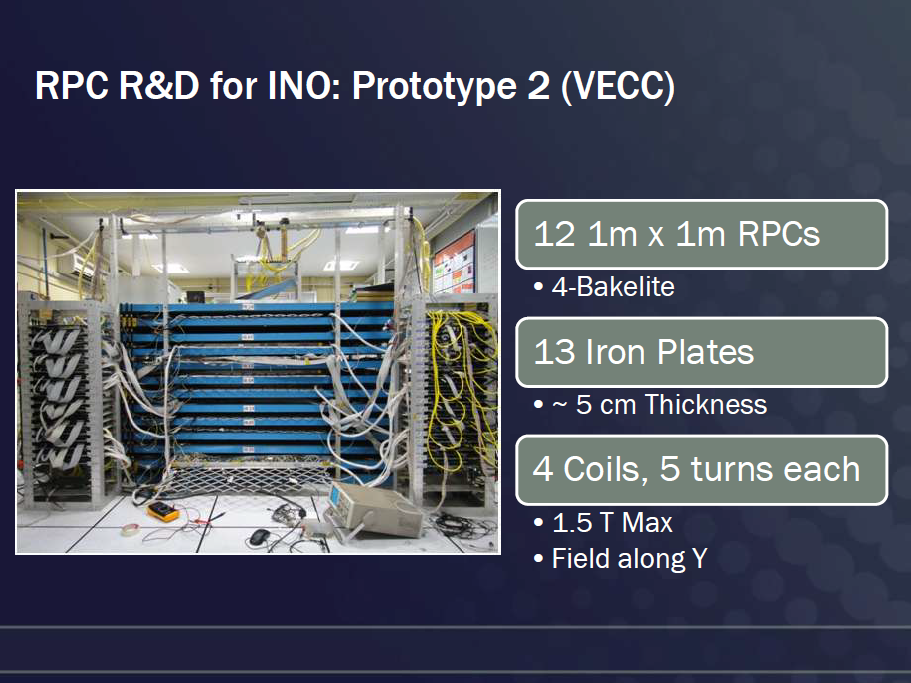 RPC R&D for INO: Prototype 2 (VECC)
12 1m x 1m RPCs
• 4-Bakelite
13 Iron Plates
• ~ 5 cm Thickness
4 Coils, 5 turns each
• 1.5 T Max
• Field along Y